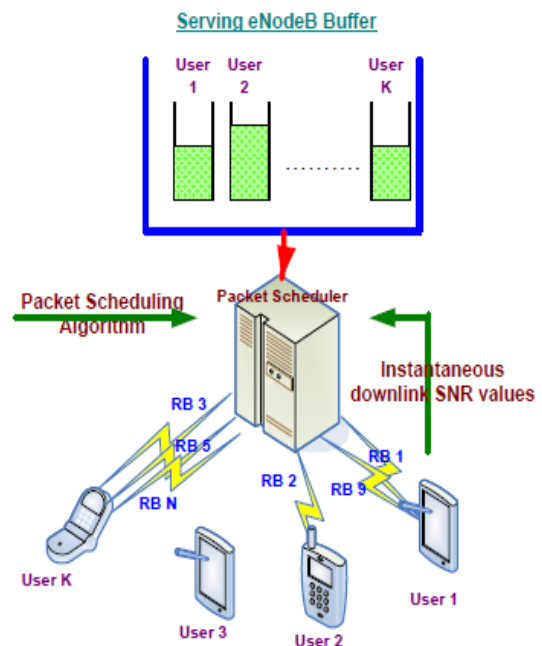 Serving eNodeB Buffer
User
1
User
2
User
K
Packet Scheduler
Packet Scheduling
Algorithm
Instantaneous
downlink SNR values
RB 3
RB 5
RB N
RB 2
RB 1
RB 9
User K
User 3
User 2
User 1